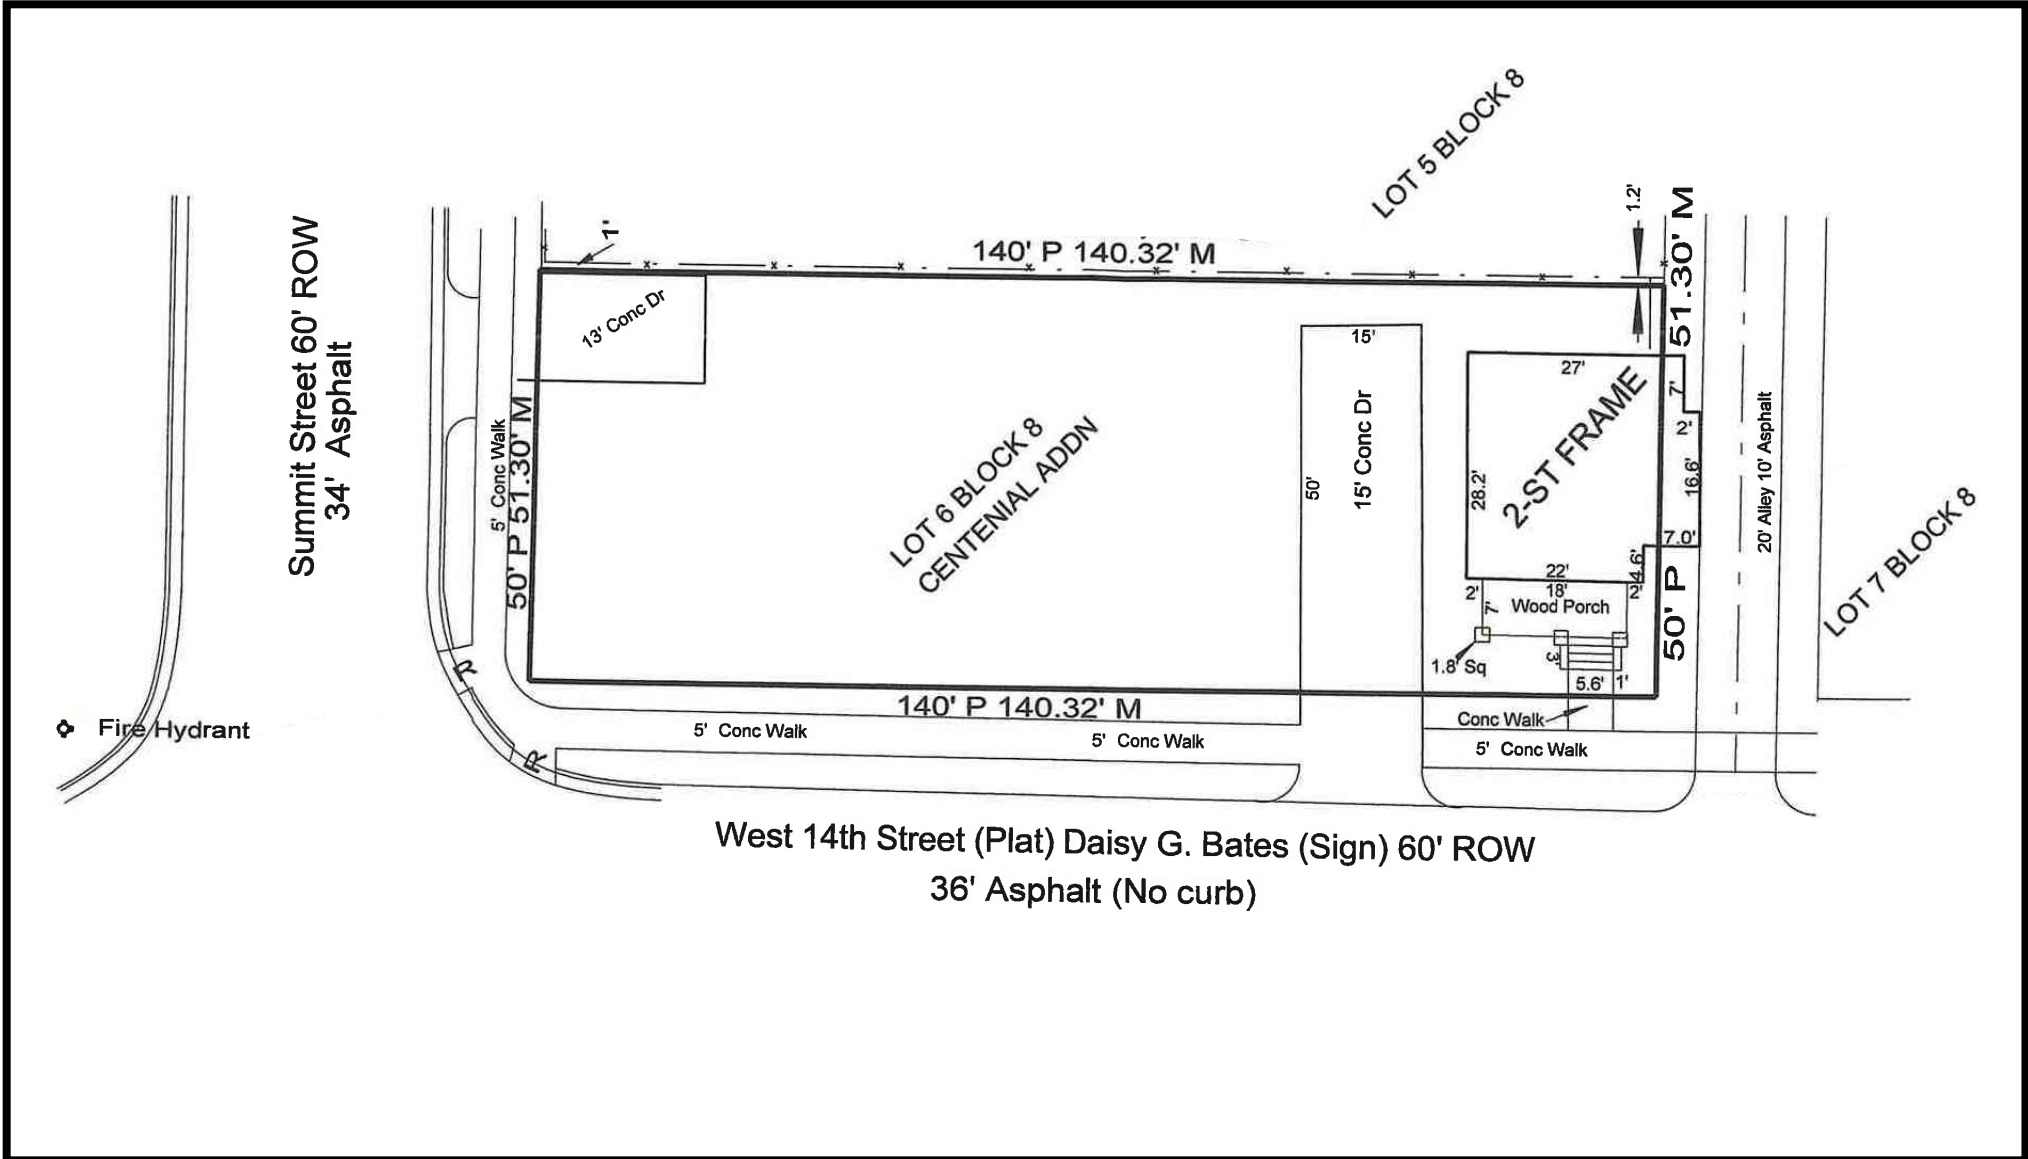 LOT 5 BLOCK 8
1.2'
1'
140' P 140.32' M
50' P 51.30' M
Summit Street 60' ROW
34' Asphalt
13' Conc Dr
5' Conc Walk
50' P 51.30' M
LOT 6 BLOCK 8
CENTENIAL ADDN
15'
50'
15' Conc Dr
27'
7'
2'
28.2'
2-ST FRAME
16.6'
7.0'
4.6'
22'
18'
2'
2'
7'
Wood Porch
1.8' Sq
3'
5.6'
1'
20' Alley 10' Asphalt
LOT 7 BLOCK 8
R
R
Fire Hydrant
140' P 140.32' M
Conc Walk
5' Conc Walk
5' Conc Walk
5' Conc Walk
West 14th Street (Plat) Daisy G. Bates (Sign) 60' ROW
36' Asphalt (No curb)